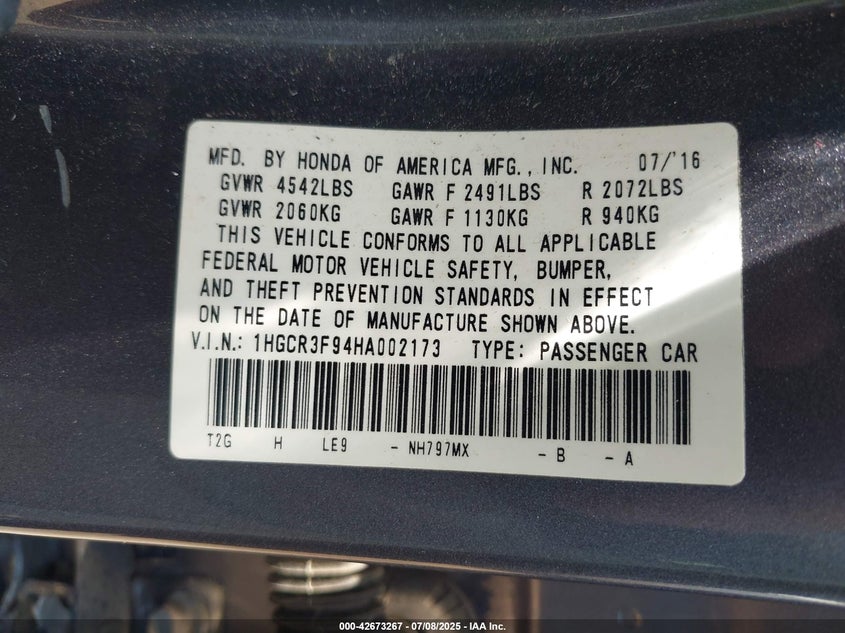 MFD. BY HONDA OF AMERICA MFG., INC. 07/'16
GVWR 4542LBS GAWR F 2491LBS R 2072LBS
GVWR 2060KG GAWR F 1130KG R 940KG
THIS VEHICLE CONFORMS TO ALL APPLICABLE
FEDERAL MOTOR VEHICLE SAFETY, BUMPER,
AND THEFT PREVENTION STANDARDS IN EFFECT
ON THE DATE OF MANUFACTURE SHOWN ABOVE.
V.I.N.: 1HGCR3F94HA002173 TYPE: PASSENGER CAR
T2G H LE9 - NH797MX - B - A
000-42673267 - 07/08/2025 - IAA Inc.